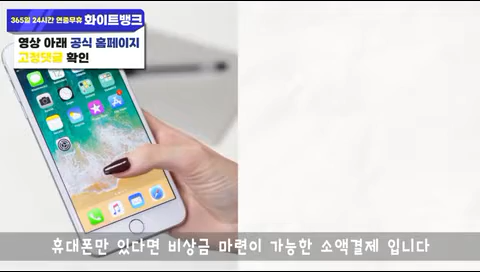 365일 24시간 연중무휴 화이트뱅크
영상 아래 공식 홈페이지
고정댓글 확인
휴대폰만 있다면 비상금 마련이 가능한 소액결제 입니다